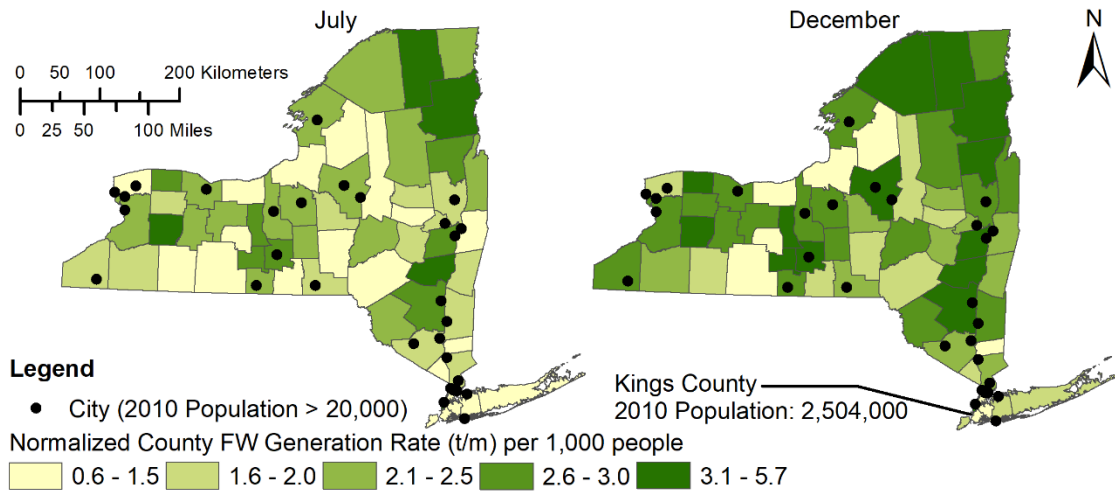 July
December
N
0 50 100 200 Kilometers
0 25 50 100 Miles
Kings County
2010 Population: 2,504,000
Legend
City (2010 Population > 20,000)
Normalized County FW Generation Rate (t/m) per 1,000 people
0.6 - 1.5 1.6 - 2.0 2.1 - 2.5 2.6 - 3.0 3.1 - 5.7